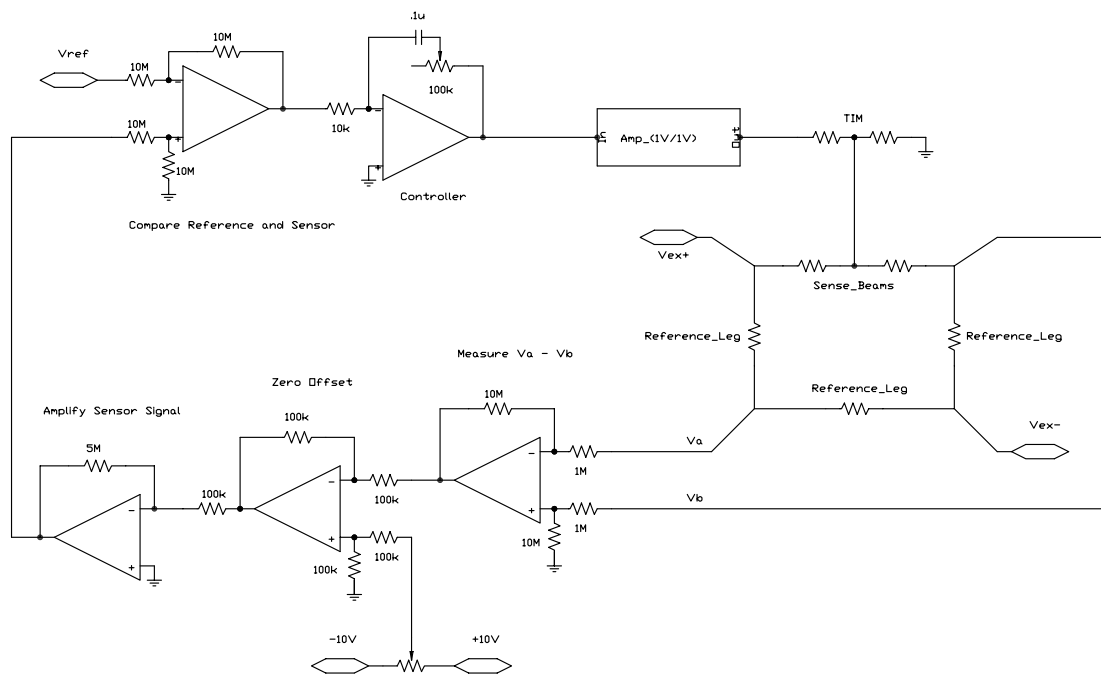 .1u
10M
Vref
10M
100k
10M
10k
TIM
In
Amp_(1V/1V)
Out
-
+
-
+
10M
Controller
Compare Reference and Sensor
Vex+
Sense_Beams
Reference_Leg
Reference_Leg
Measure Va - Vb
Zero Offset
Reference_Leg
10M
Amplify Sensor Signal
100k
Vex-
Va
5M
-
1M
-
100k
100k
Vb
-
+
1M
+
10M
100k
100k
+
-10V
+10V